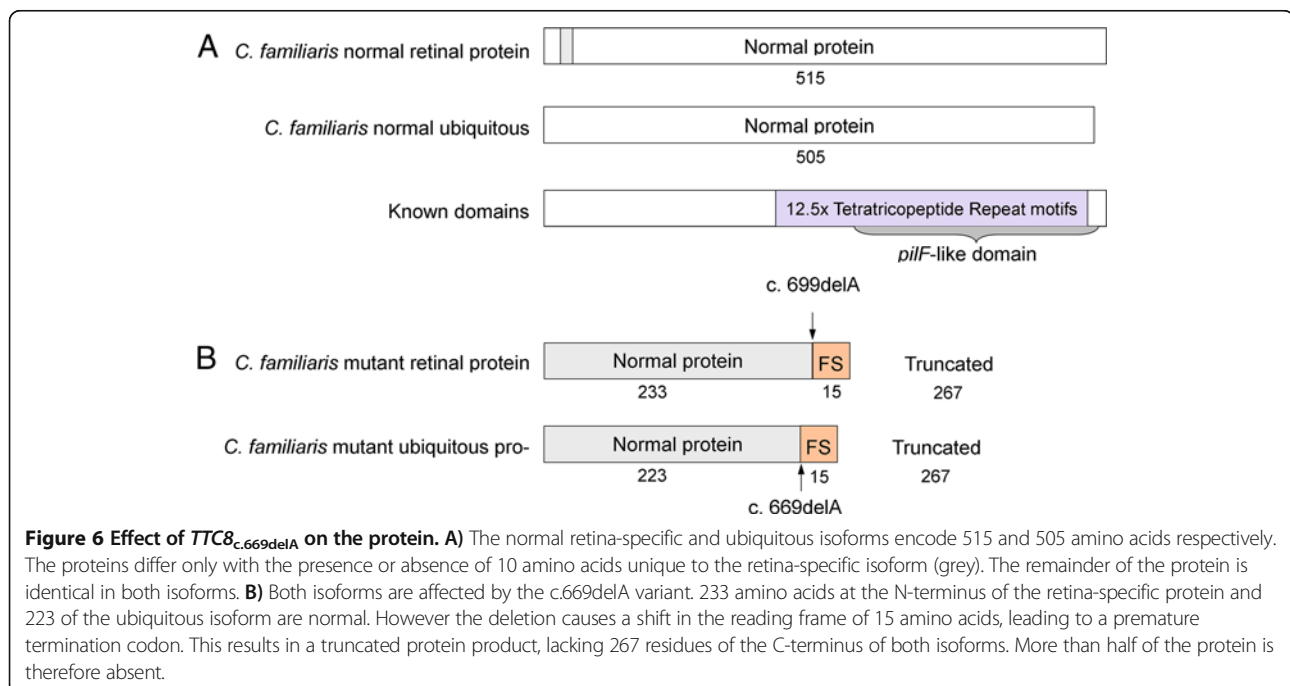 A C. familiaris normal retinal protein
Normal protein
515
C. familiaris normal ubiquitous
Normal protein
505
Known domains
12.5x Tetratricopeptide Repeat motifs
pilF-like domain
c. 699delA
B C. familiaris mutant retinal protein
Normal protein
FS
Truncated
233
15
267
C. familiaris mutant ubiquitous pro-
Normal protein
FS
Truncated
223
15
267
c. 669delA
Figure 6 Effect of TTC8c.669delA on the protein. A) The normal retina-specific and ubiquitous isoforms encode 515 and 505 amino acids respectively.
The proteins differ only with the presence or absence of 10 amino acids unique to the retina-specific isoform (grey). The remainder of the protein is
identical in both isoforms. B) Both isoforms are affected by the c.669delA variant. 233 amino acids at the N-terminus of the retina-specific protein and
223 of the ubiquitous isoform are normal. However the deletion causes a shift in the reading frame of 15 amino acids, leading to a premature
termination codon. This results in a truncated protein product, lacking 267 residues of the C-terminus of both isoforms. More than half of the protein is
therefore absent.